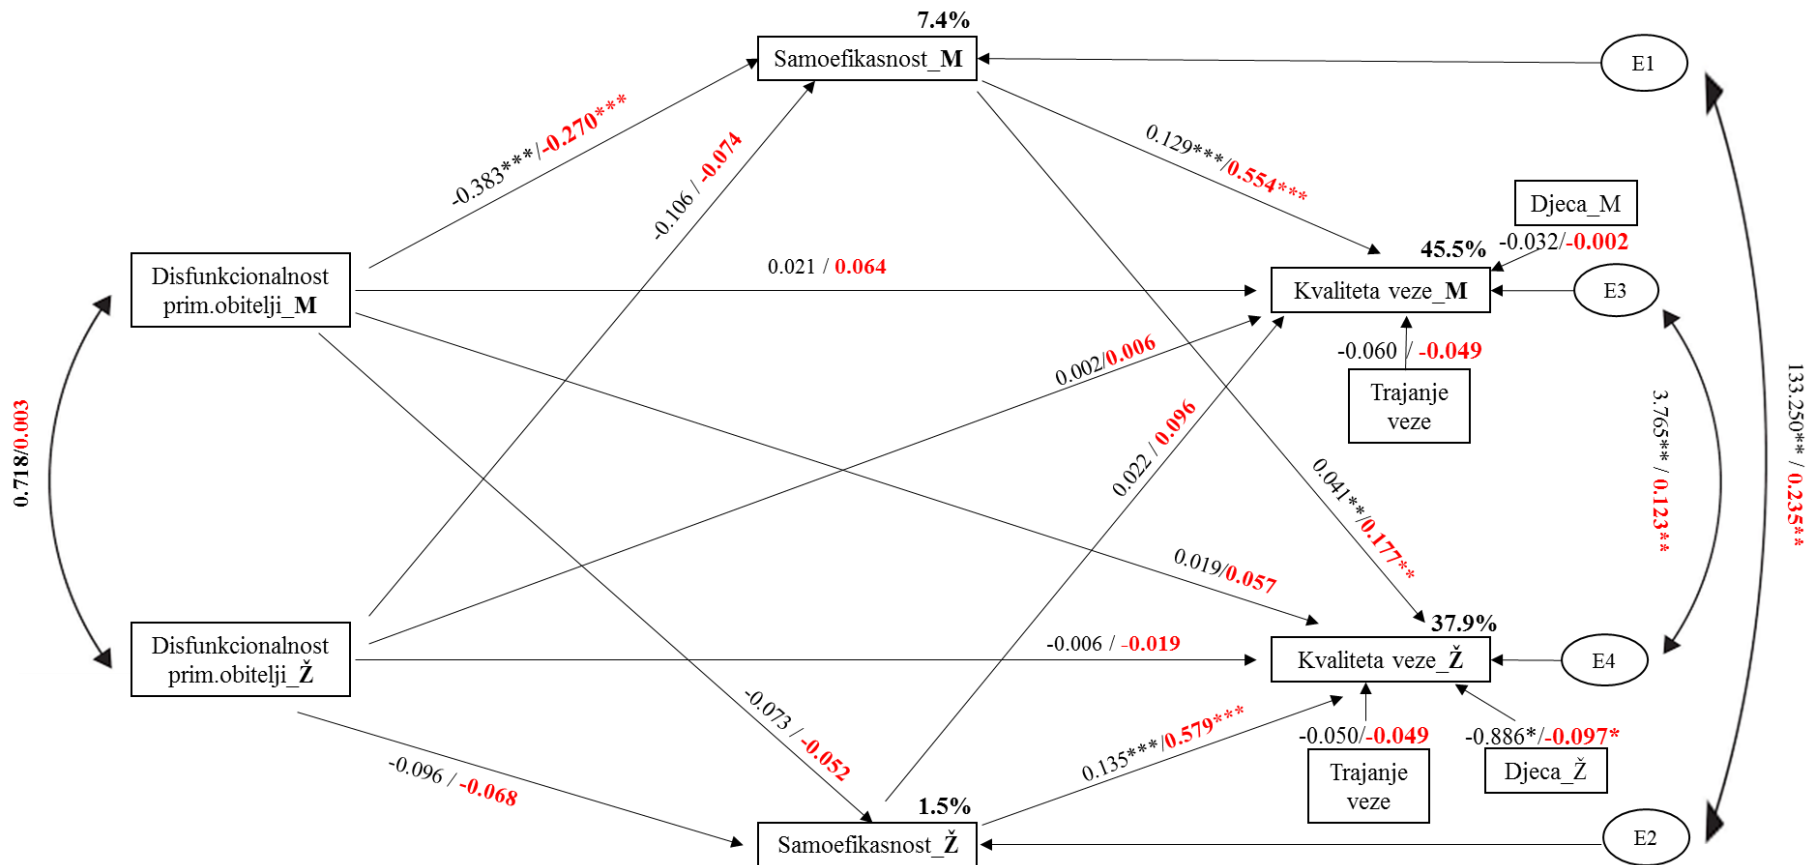 7.4%
Samoefikasnost_M
E1
-0.383***/-0.270***
-0.106 / -0.074
0.129***/0.554***
Djeca_M
-0.032/-0.002
45.5%
Disfunkcionalnost
prim.obitelji_M
0.021 / 0.064
Kvaliteta veze_M
E3
0.002/0.006
-0.060 / -0.049
Trajanje
veze
0.718/0.003
0.022 / 0.096
0.041**/0.177**
3.765** / 0.123**
133.250** / 0.235**
0.019/0.057
37.9%
Disfunkcionalnost
prim.obitelji_Ž
-0.006 / -0.019
Kvaliteta veze_Ž
E4
-0.073 / -0.052
-0.096 / -0.068
0.135***/0.579***
-0.050/-0.049
-0.886*/-0.097*
Trajanje
veze
Djeca_Ž
1.5%
Samoefikasnost_Ž
E2